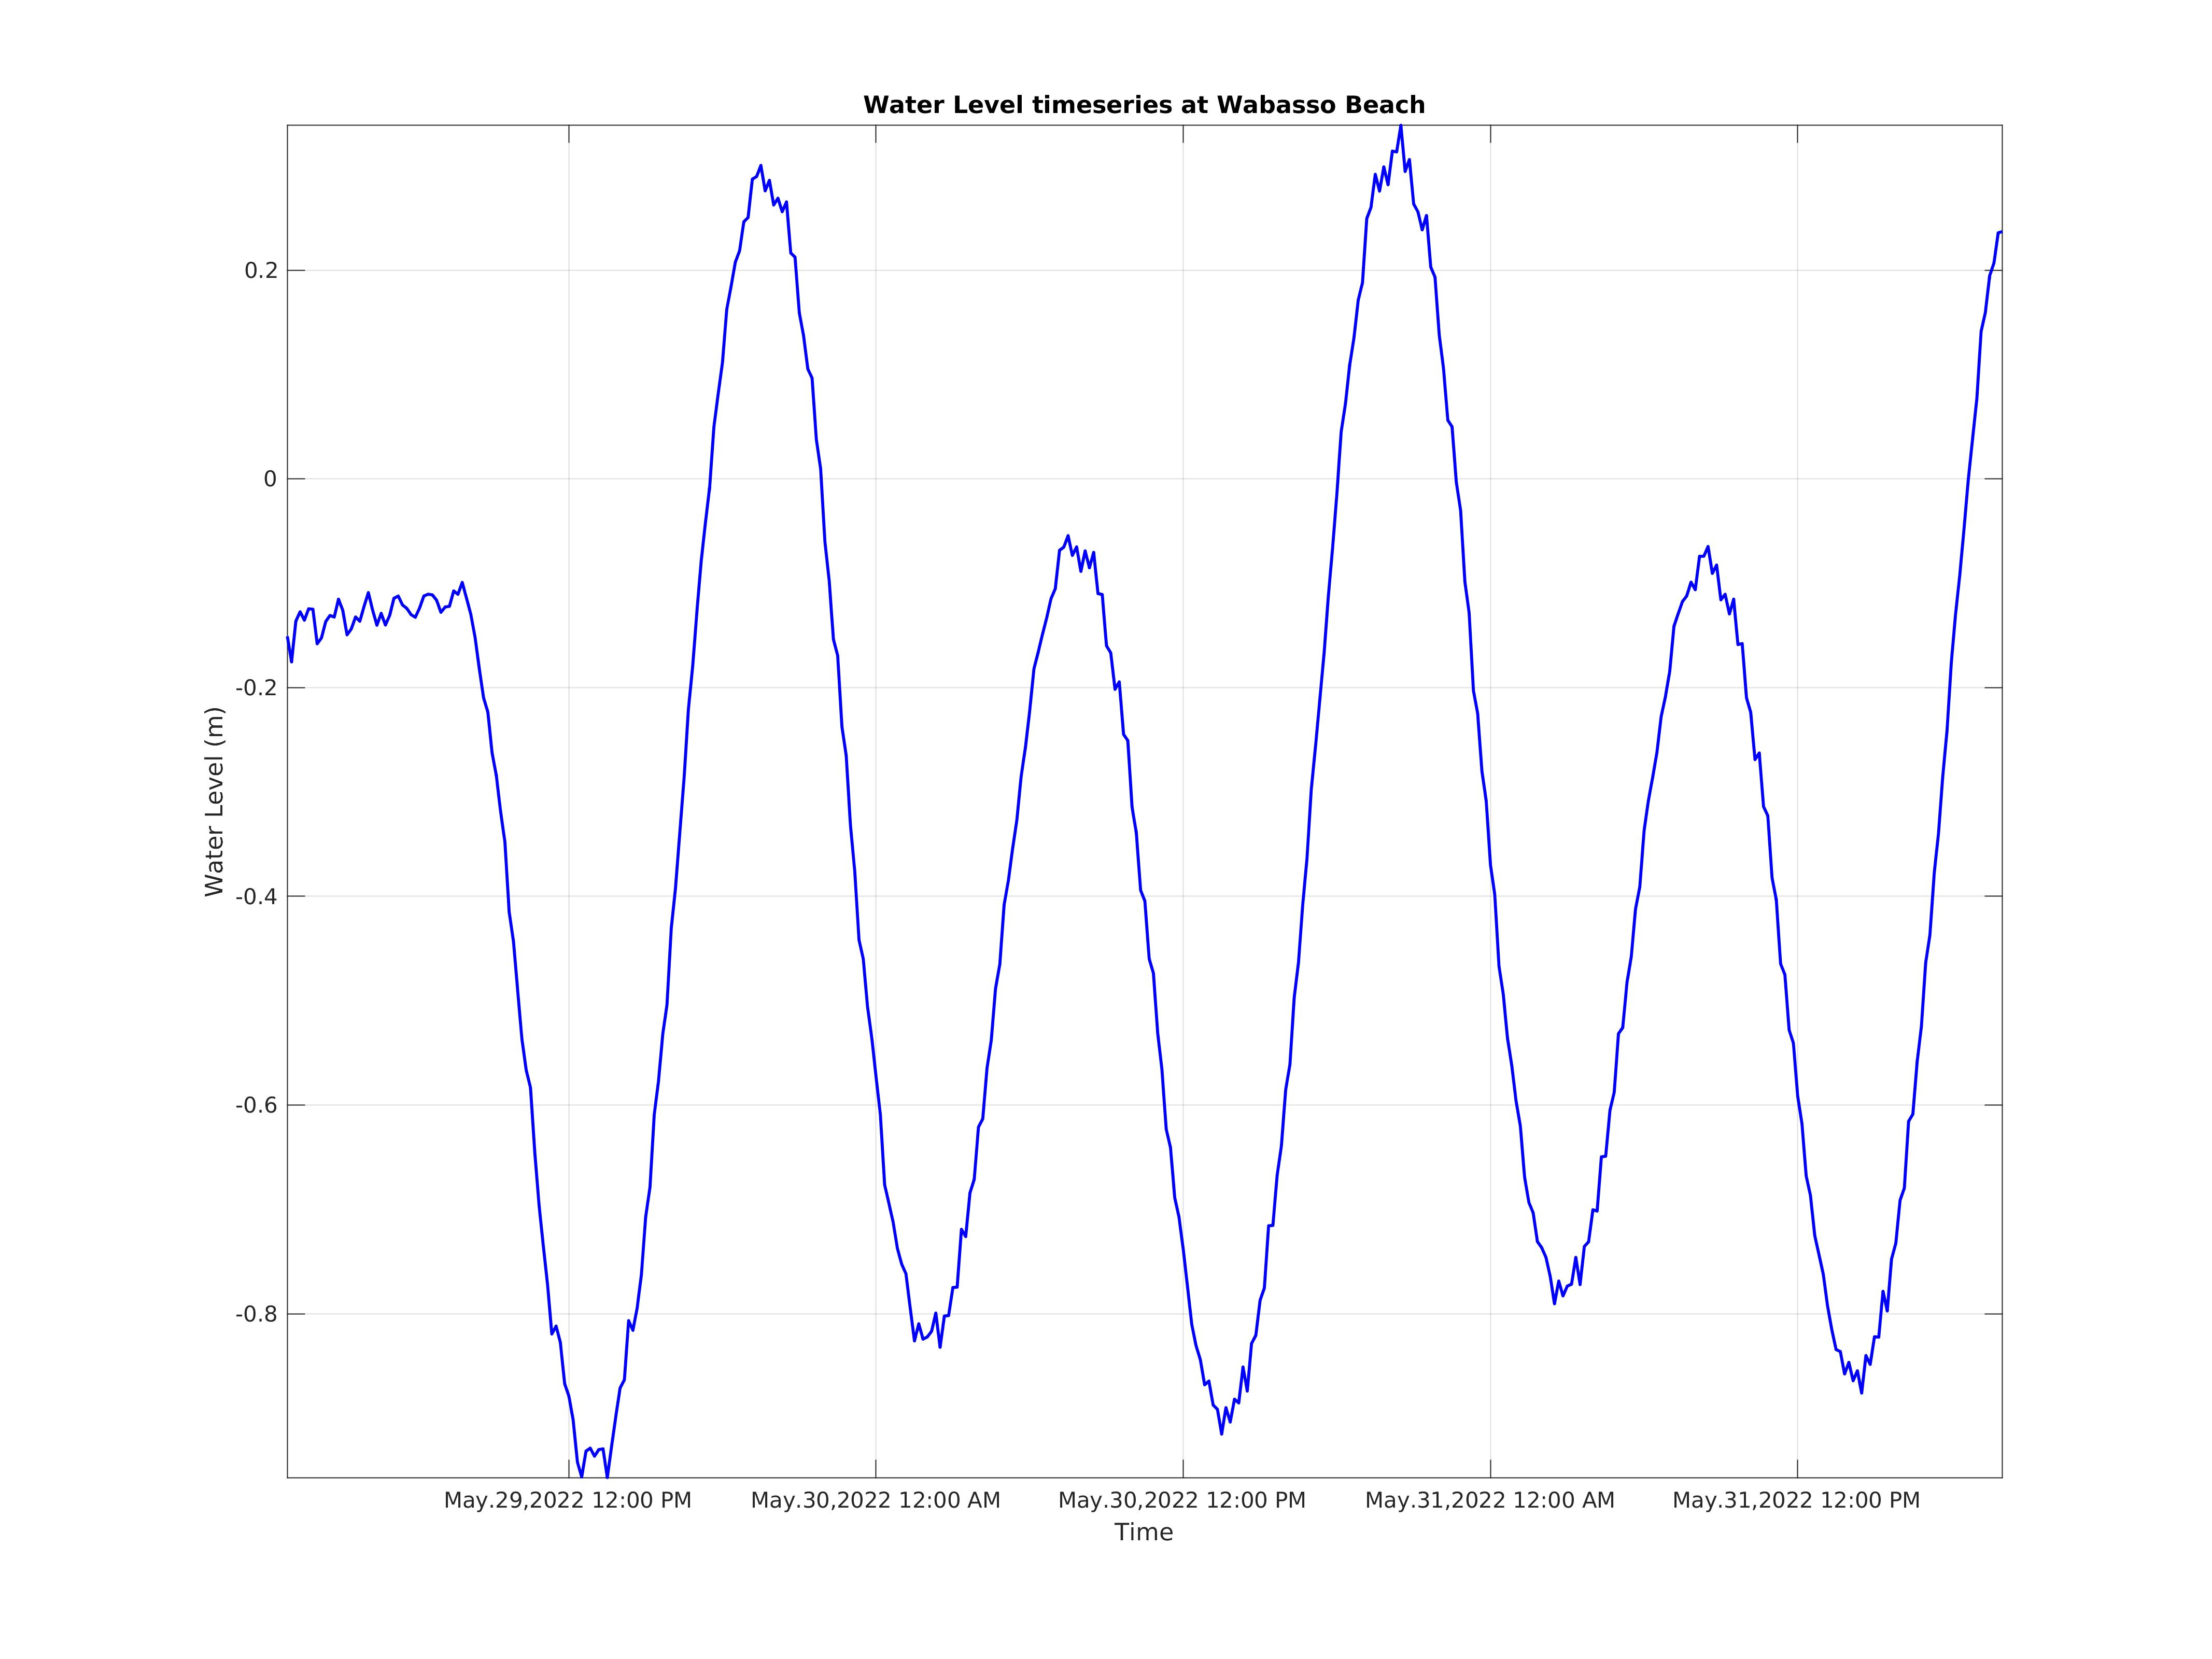 Water Level timeseries at Wabasso Beach
0.2
0
-0.2
-0.4
-0.6
-0.8
Water Level (m)
May.29,2022 12:00 PM
May.30,2022 12:00 AM
May.30,2022 12:00 PM
May.31,2022 12:00 AM
May.31,2022 12:00 PM
Time